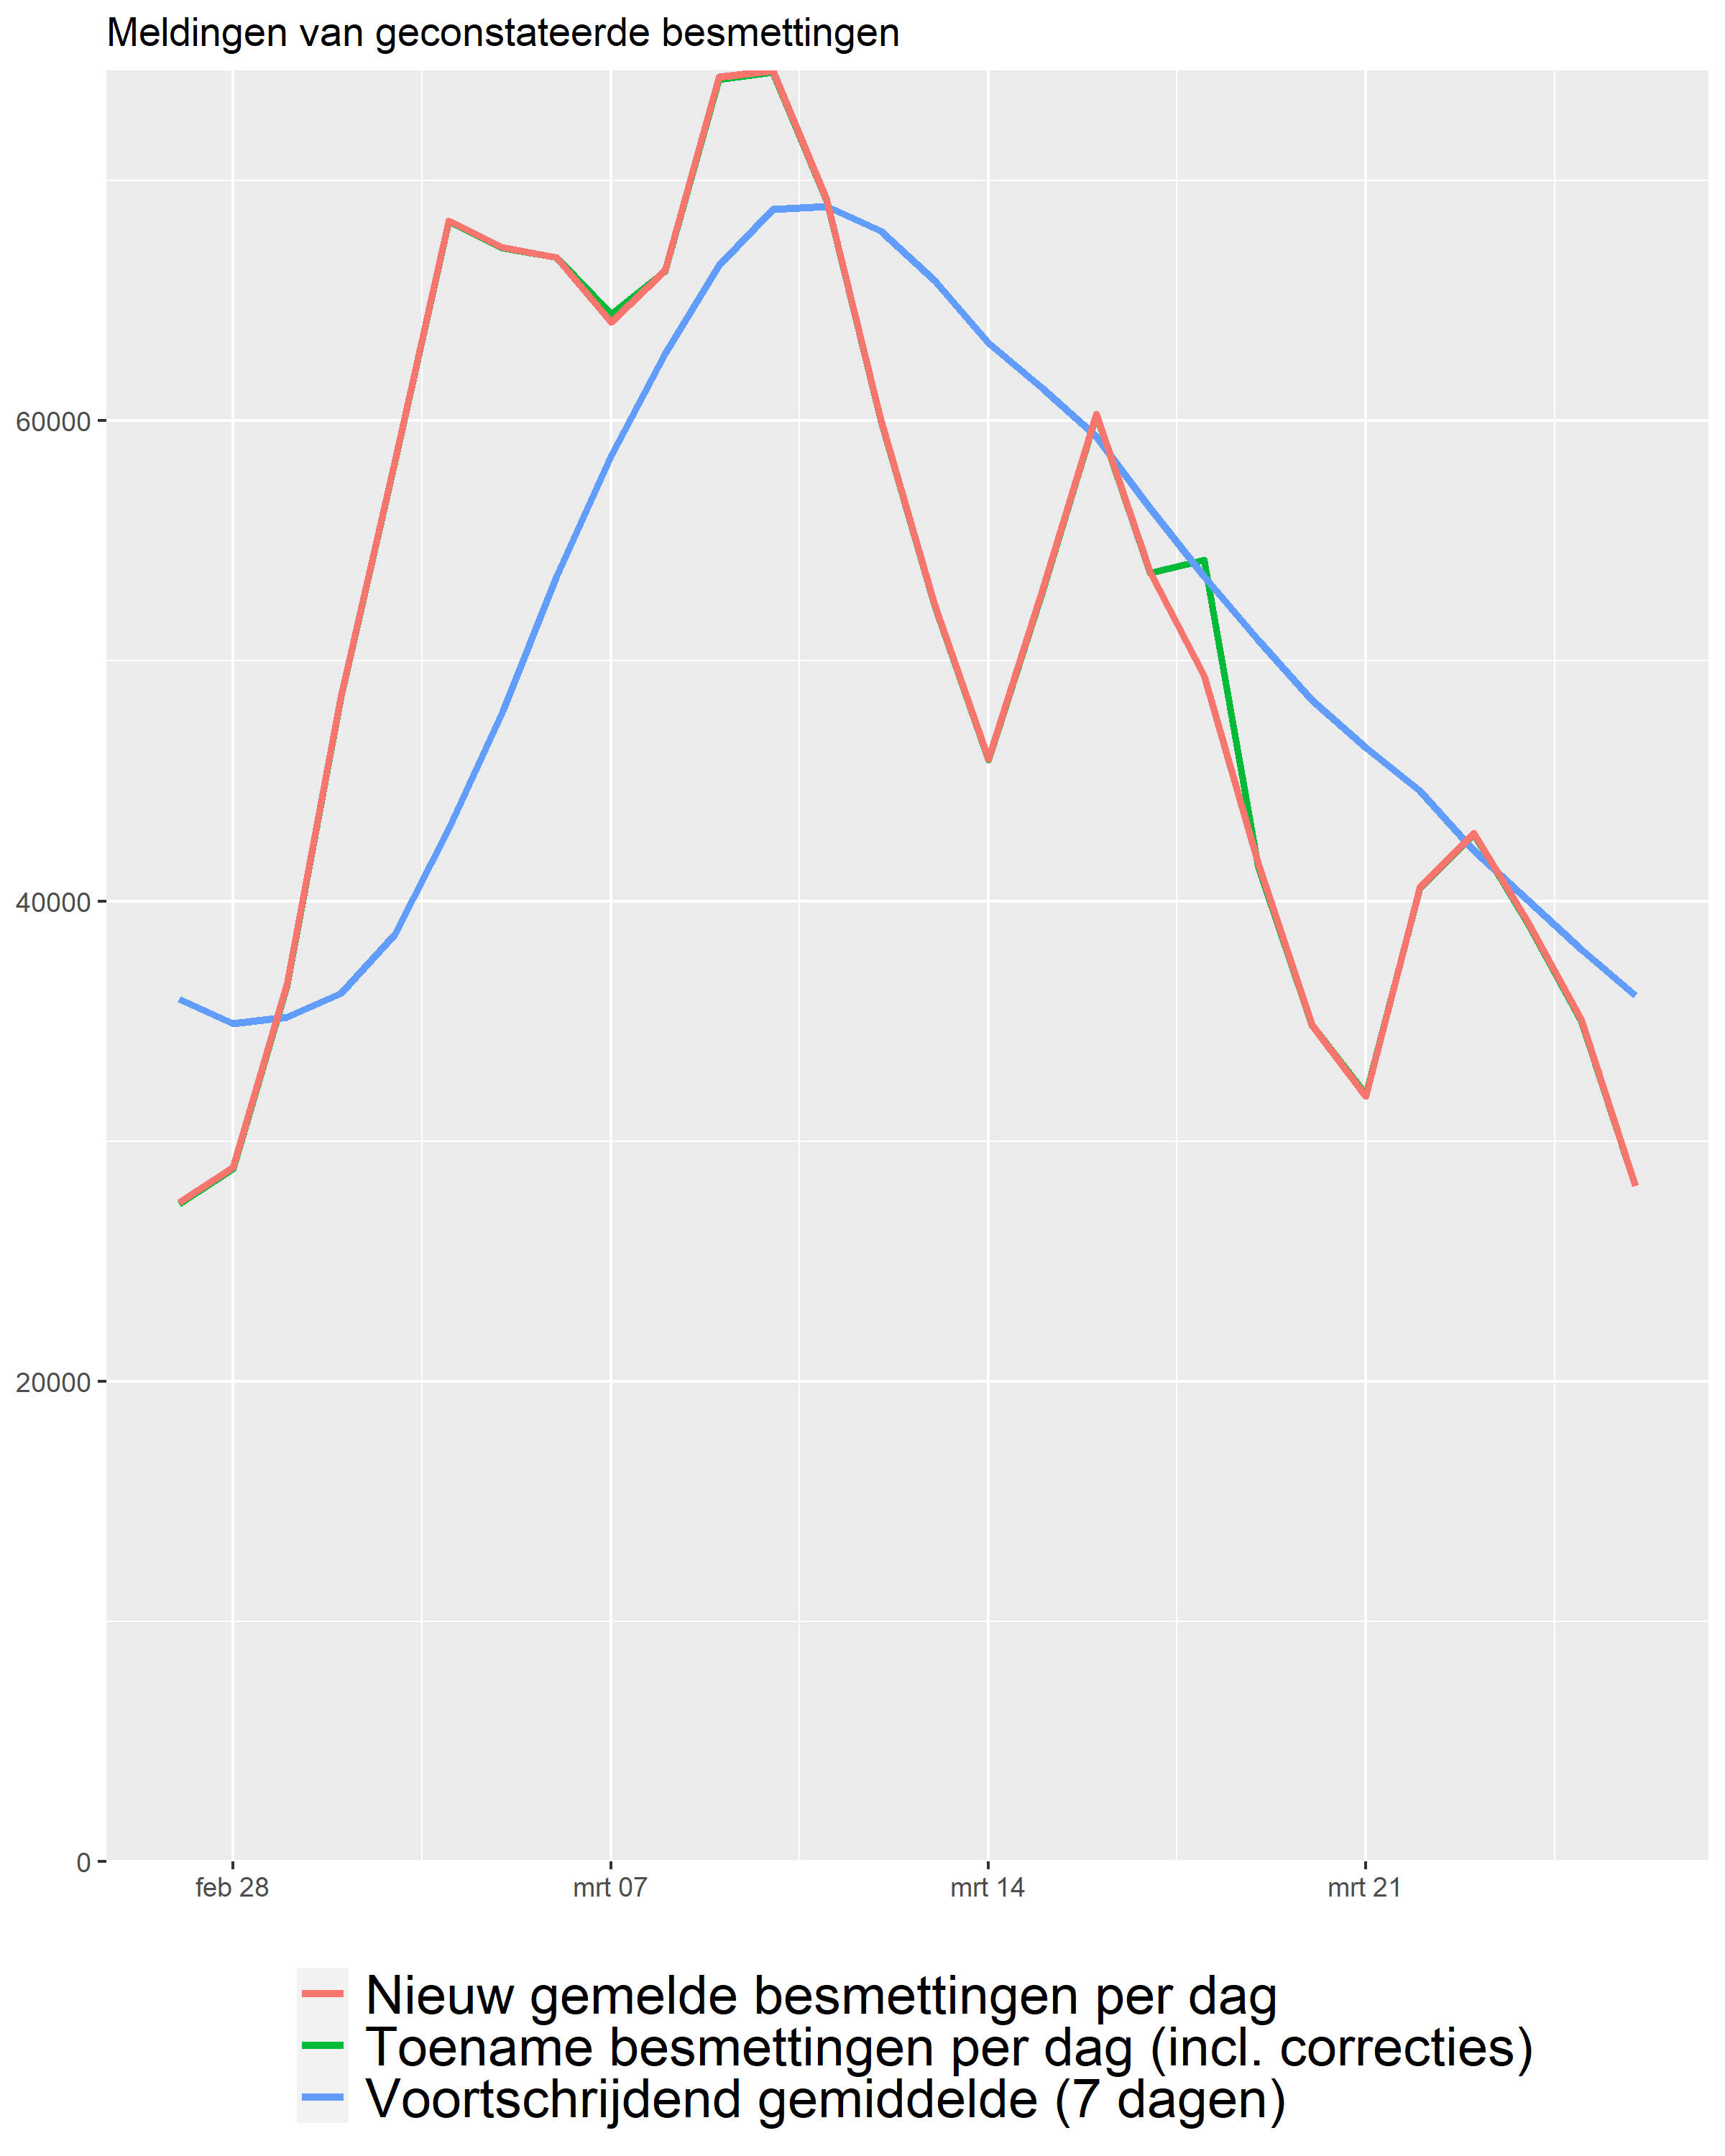 Meldingen van geconstateerde besmettingen
60000
40000
20000
0
feb 28
mrt 07
mrt 14
mrt 21
Nieuw gemelde besmettingen per dag
Toename besmettingen per dag (incl. correcties)
Voortschrijdend gemiddelde (7 dagen)